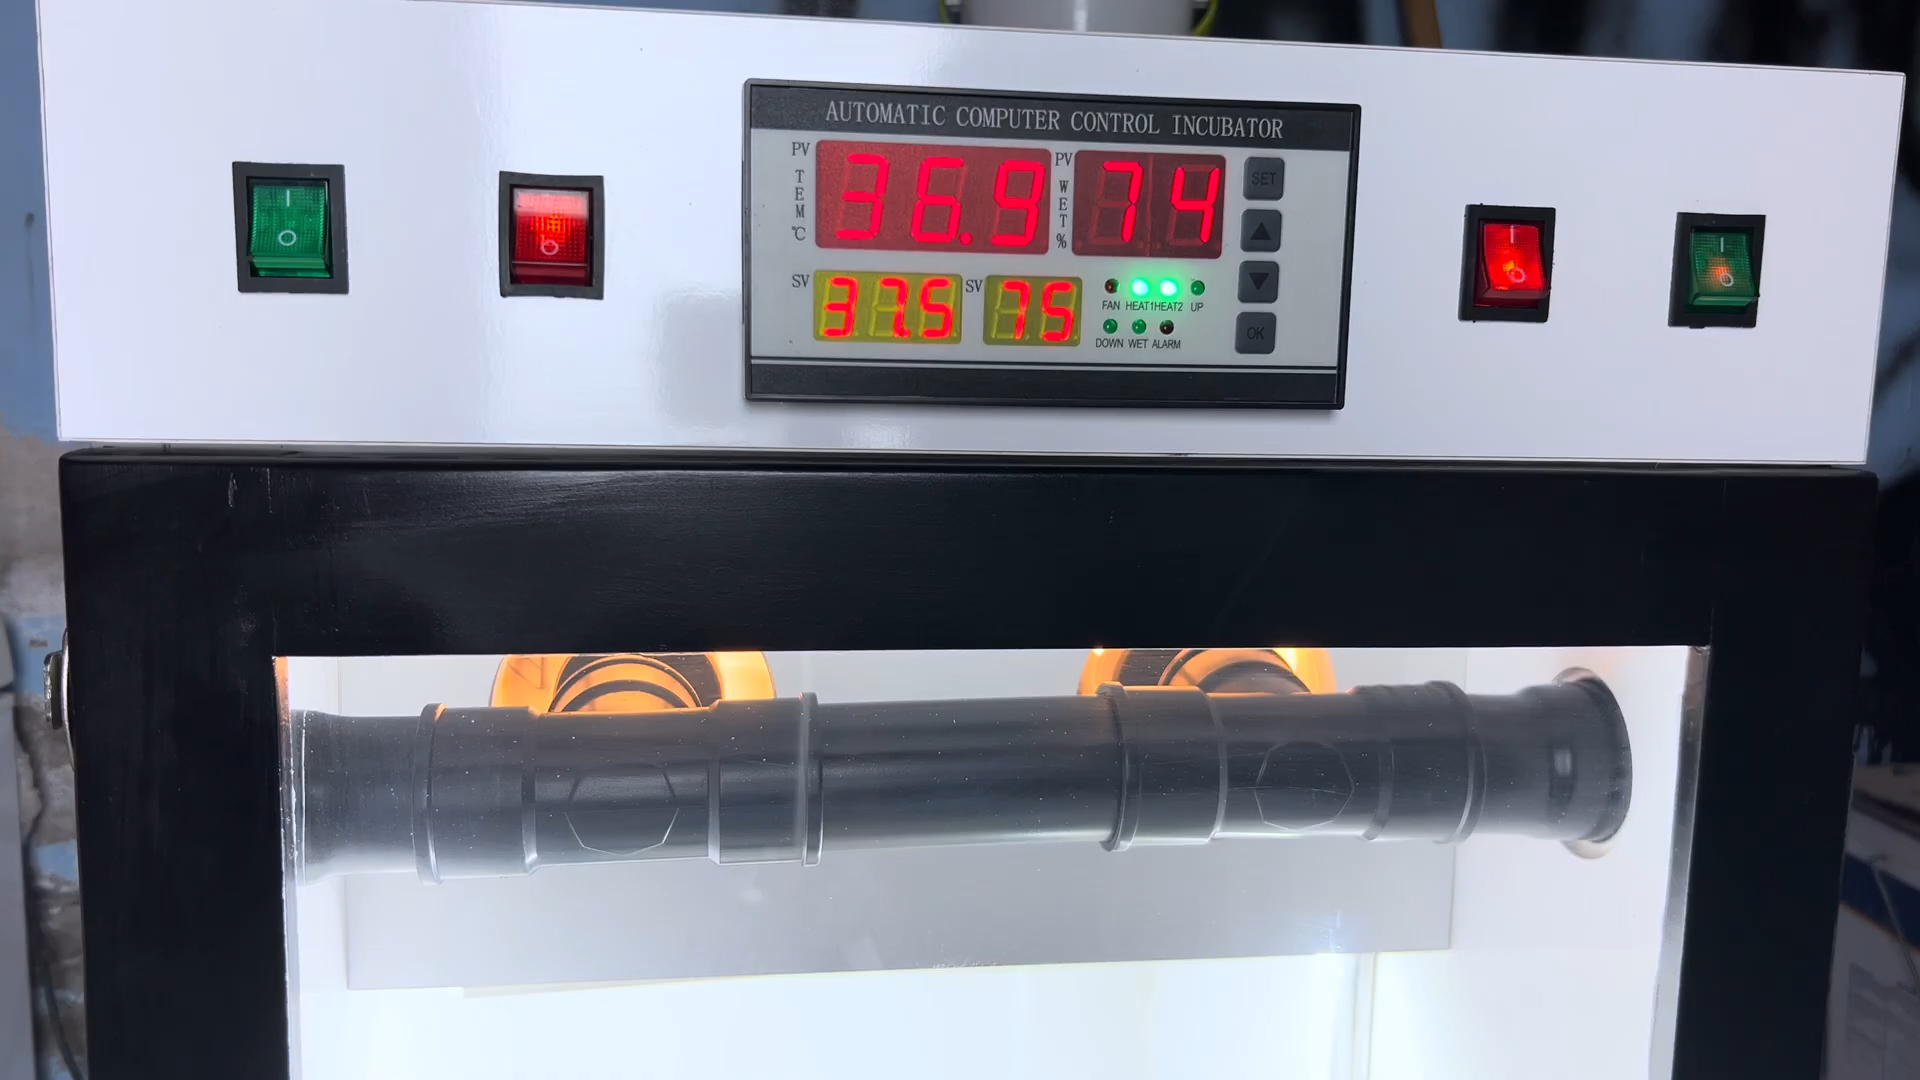 AUTOMATIC COMPUTER CONTROL INCUBATOR
PV TEM ℃ 36.9 PV WET % 74 SET
SV 37.5 SV 75
FAN HEAT1 HEAT2 UP
DOWN WET ALARM OK